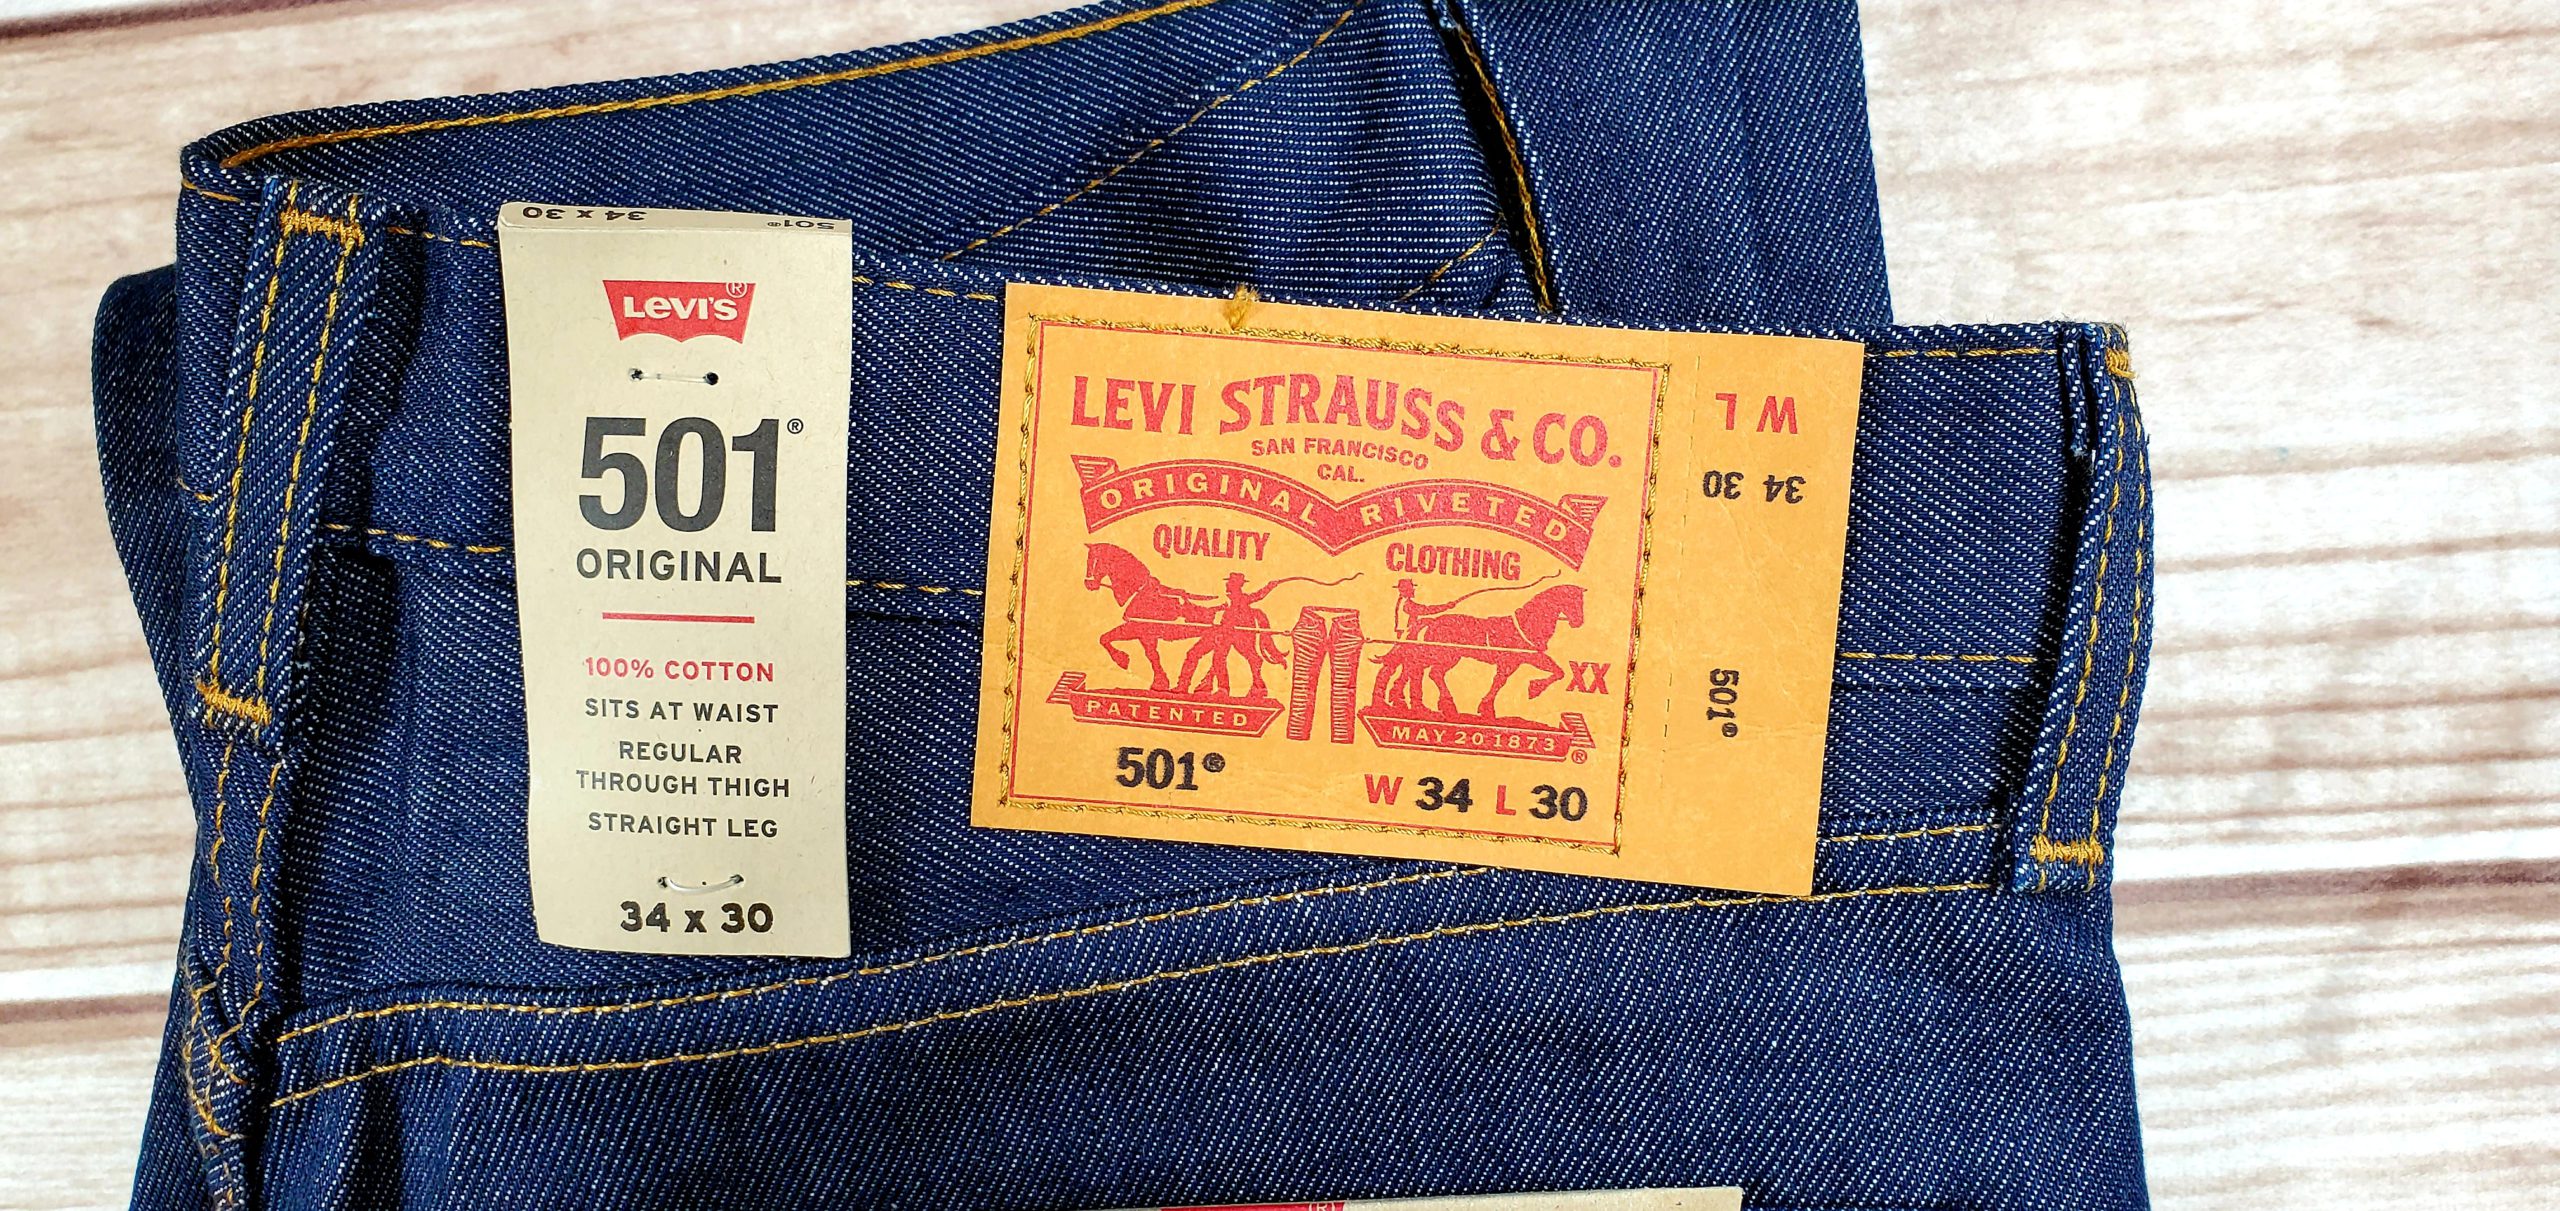 34 x 30 501®
LEVI'S®
501®
ORIGINAL
100% COTTON
SITS AT WAIST
REGULAR
THROUGH THIGH
STRAIGHT LEG
34 x 30
LEVI STRAUSS & CO.
SAN FRANCISCO
CAL.
ORIGINAL RIVETED
QUALITY CLOTHING
XX
PATENTED MAY 20 1873 ®
501® W 34 L 30
W L
34 30
501®
®